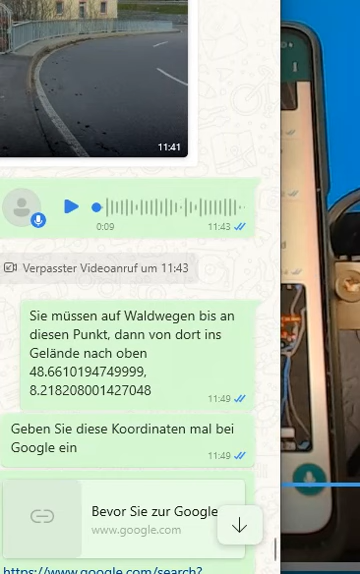 11:41
0:09
11:43
Verpasster Videoanruf um 11:43
Sie müssen auf Waldwegen bis an
diesen Punkt, dann von dort ins
Gelände nach oben
48.6610194749999,
8.218208001427048
11:49
Geben Sie diese Koordinaten mal bei
Google ein
11:49
Bevor Sie zur Google
www.google.com
https://www.google.com/search?